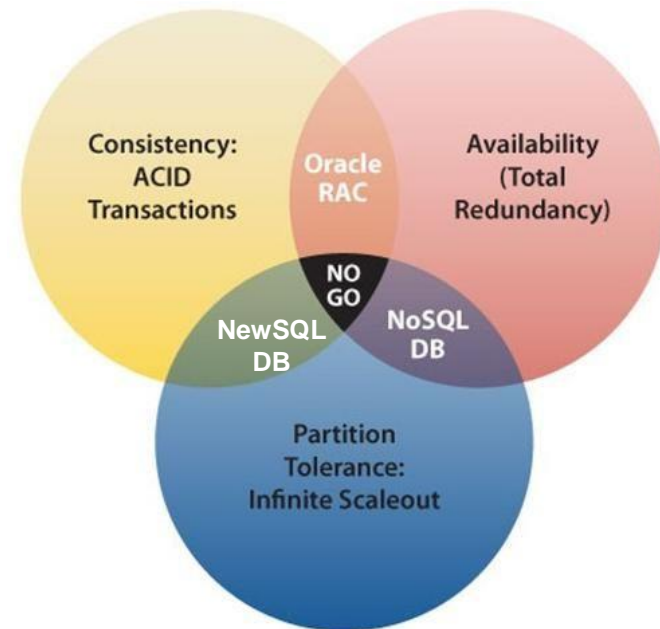 Consistency:
ACID
Transactions
Oracle
RAC
Availability
(Total
Redundancy)
NO
GO
NewSQL
DB
NoSQL
DB
Partition
Tolerance:
Infinite Scaleout